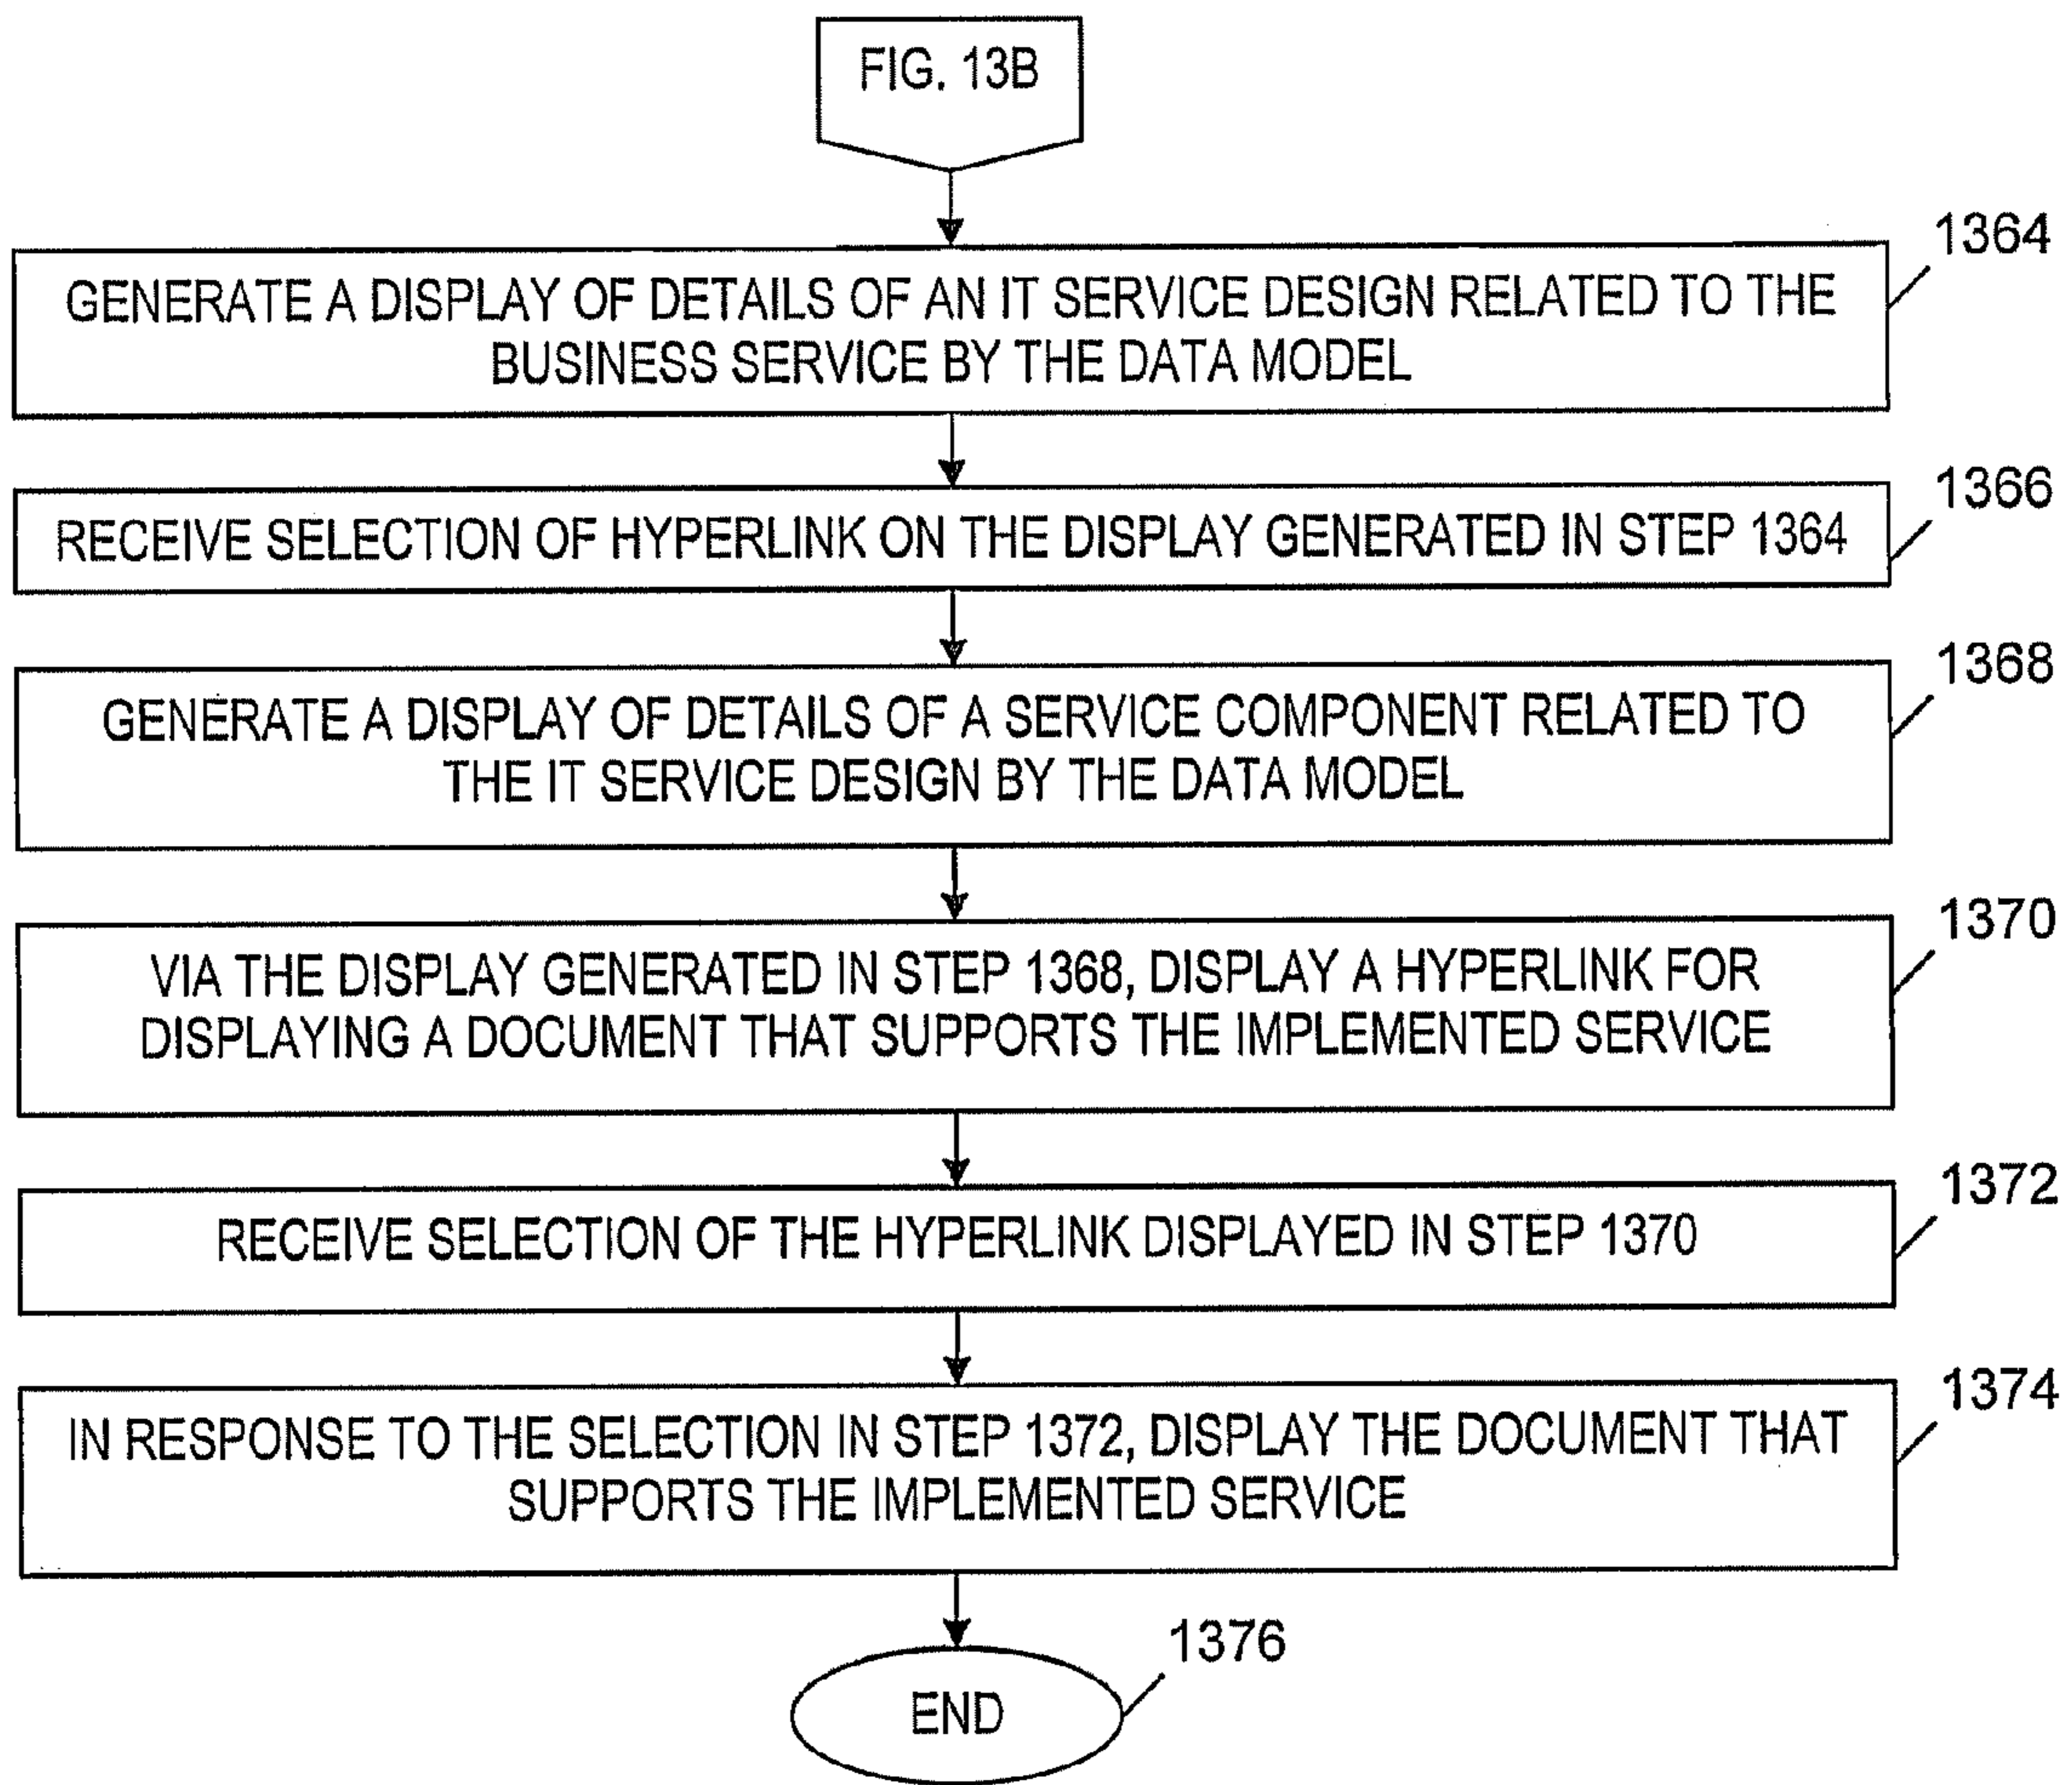 FIG. 13B
1364
GENERATE A DISPLAY OF DETAILS OF AN IT SERVICE DESIGN RELATED TO THE
BUSINESS SERVICE BY THE DATA MODEL
1366
RECEIVE SELECTION OF HYPERLINK ON THE DISPLAY GENERATED IN STEP 1364
1368
GENERATE A DISPLAY OF DETAILS OF A SERVICE COMPONENT RELATED TO
THE IT SERVICE DESIGN BY THE DATA MODEL
1370
VIA THE DISPLAY GENERATED IN STEP 1368, DISPLAY A HYPERLINK FOR
DISPLAYING A DOCUMENT THAT SUPPORTS THE IMPLEMENTED SERVICE
1372
RECEIVE SELECTION OF THE HYPERLINK DISPLAYED IN STEP 1370
1374
IN RESPONSE TO THE SELECTION IN STEP 1372, DISPLAY THE DOCUMENT THAT
SUPPORTS THE IMPLEMENTED SERVICE
1376
END